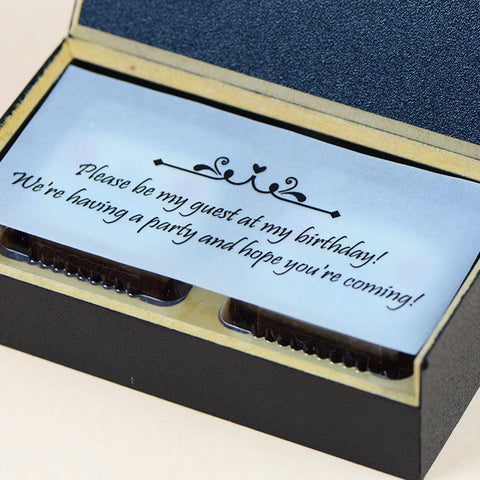 Please be my guest at my birthday!
We're having a party and hope you're coming!